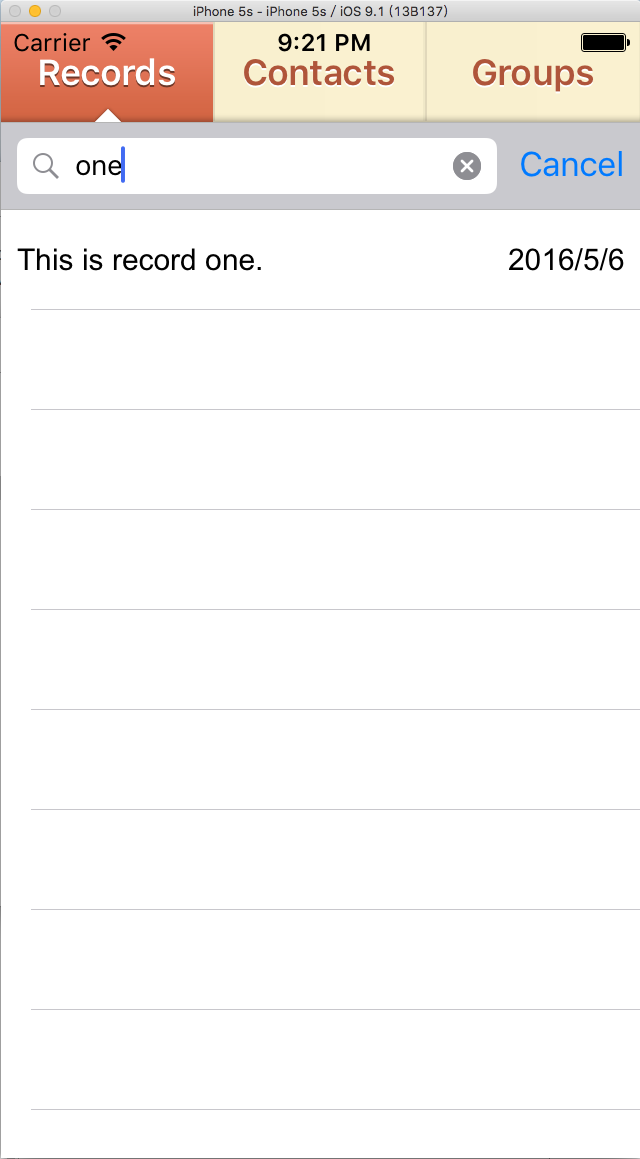 iPhone 5s - iPhone 5s / iOS 9.1 (13B137)
Carrier 9:21 PM
Records Contacts Groups
one Cancel
This is record one. 2016/5/6